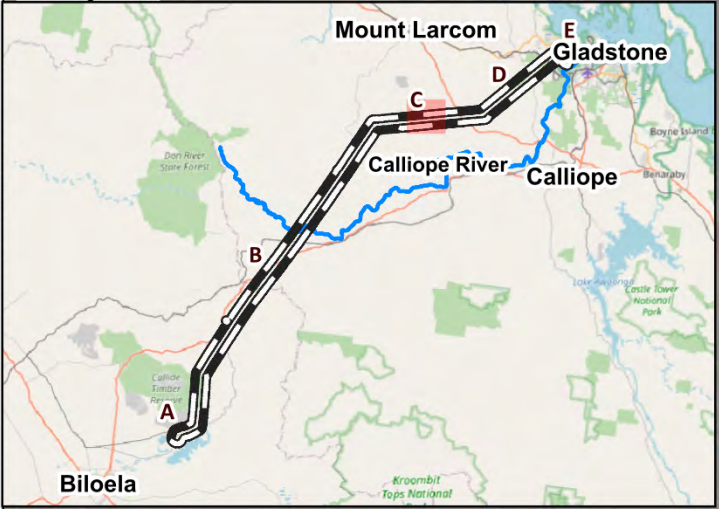 Mount Larcom
E
Gladstone
D
C
Boyne Island
Don River
State Forest
Calliope River
Calliope
Benaraby
B
Lake Awoonga
Castle Tower
National
Park
Callide
Timber
Reserve
A
Biloela
Kroombit
Tops National